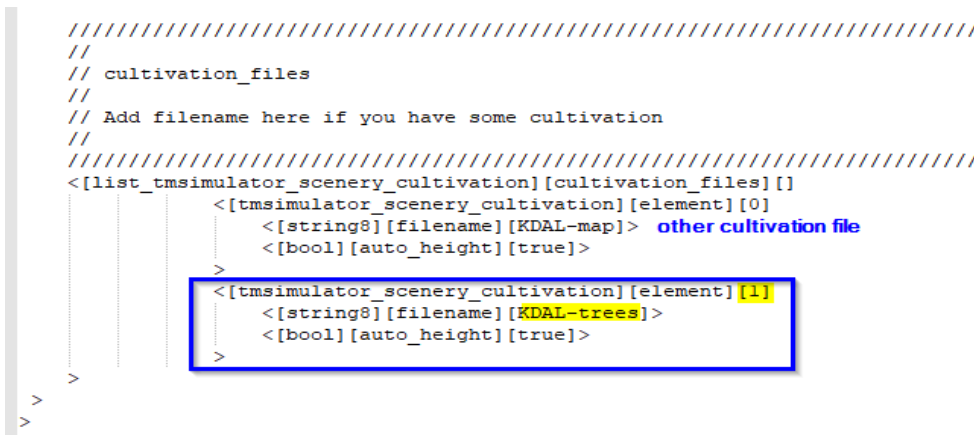 ///////////////////////////////////////////////////////////////////////////
//
// cultivation_files
//
// Add filename here if you have some cultivation
//
///////////////////////////////////////////////////////////////////////////
<[list_tmsimulator_scenery_cultivation][cultivation_files][]
<[tmsimulator_scenery_cultivation][element][0]
<[string8][filename][KDAL-map]> other cultivation file
<[bool][auto_height][true]>
>
<[tmsimulator_scenery_cultivation][element][1]
<[string8][filename][KDAL-trees]>
<[bool][auto_height][true]>
>
>
>
>